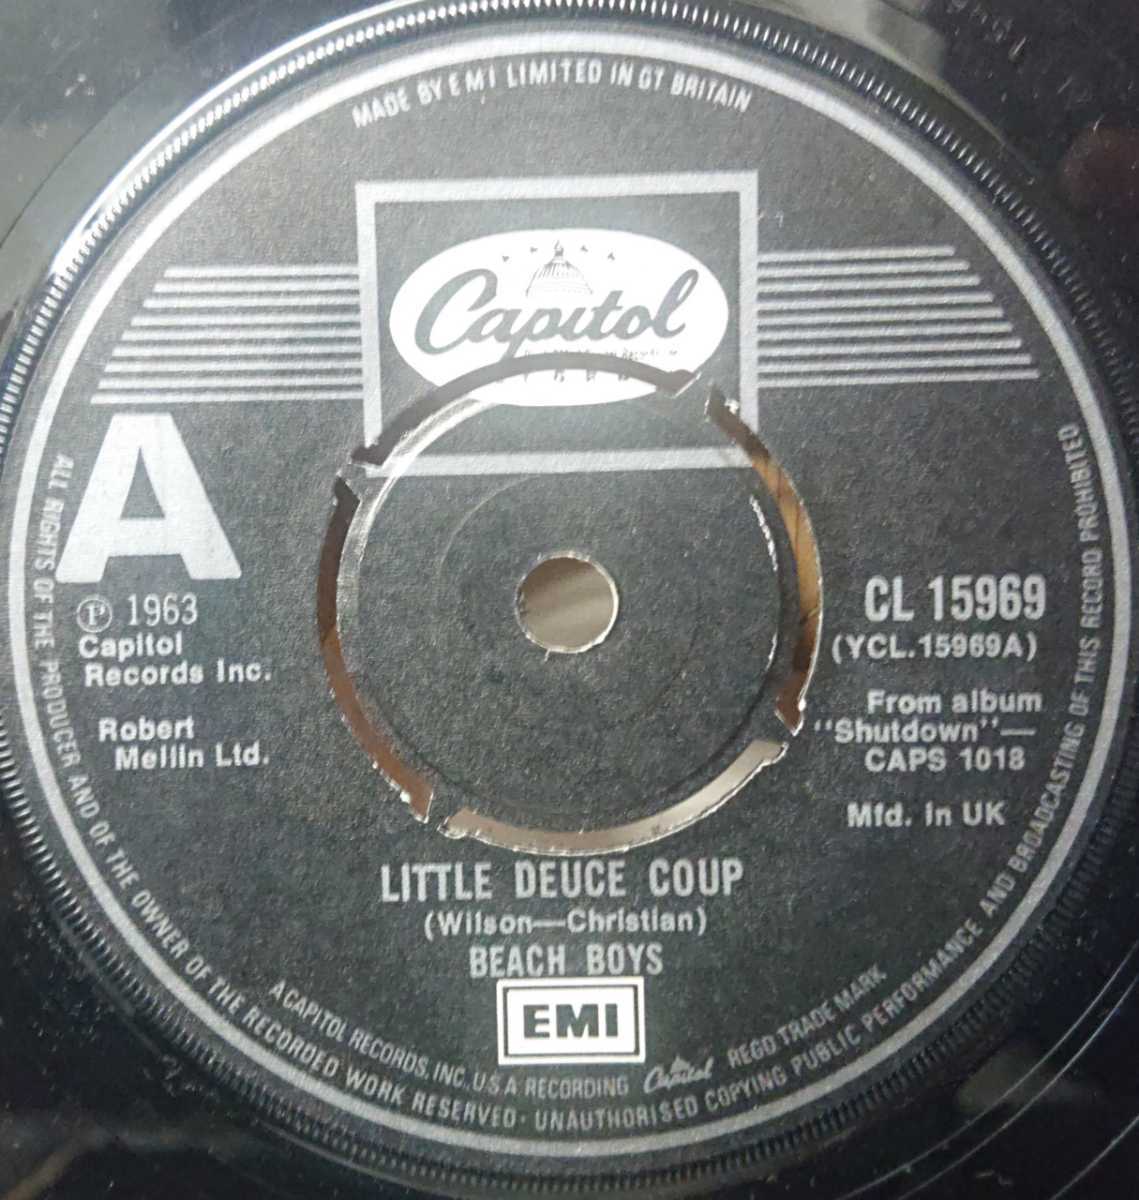 MADE BY EMI LIMITED IN GT BRITAIN
Capitol
A
Ⓟ 1963
Capitol
Records Inc.
Robert
Mellin Ltd.
CL 15969
(YCL.15969A)
From album
"Shutdown"—
CAPS 1018
Mfd. in UK
LITTLE DEUCE COUP
(Wilson—Christian)
BEACH BOYS
EMI
A CAPITOL RECORDS, INC. U.S.A RECORDING Capitol REGD TRADE MARK
ALL RIGHTS OF THE PRODUCER AND OF THE OWNER OF THE RECORDED WORK RESERVED · UNAUTHORISED COPYING PUBLIC PERFORMANCE AND BROADCASTING OF THIS RECORD PROHIBITED